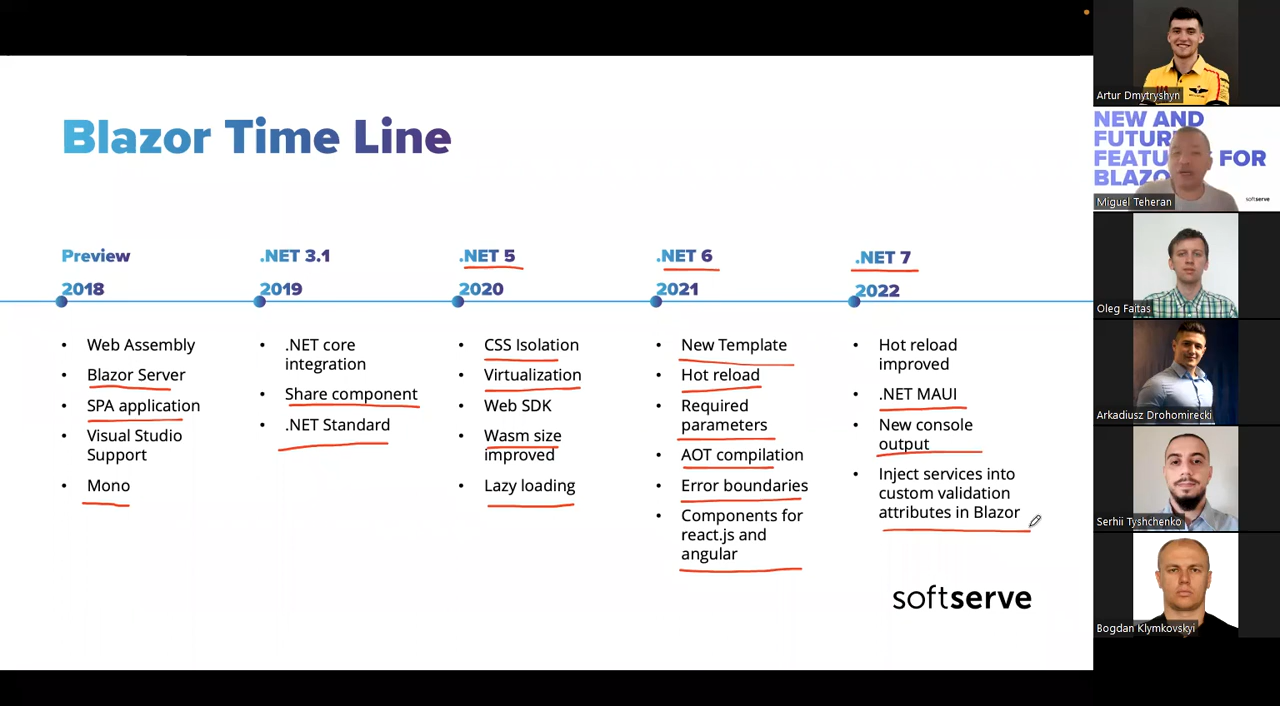 Blazor Time Line
Preview
2018
Web Assembly
Blazor Server
SPA application
Visual Studio
Support
Mono
.NET 3.1
2019
.NET core
integration
Share component
.NET Standard
.NET 5
2020
CSS Isolation
Virtualization
Web SDK
Wasm size
improved
Lazy loading
.NET 6
2021
New Template
Hot reload
Required
parameters
AOT compilation
Error boundaries
Components for
react.js and
angular
.NET 7
2022
Hot reload
improved
.NET MAUI
New console
output
Inject services into
custom validation
attributes in Blazor
softserve
Artur Dmytryshyn
NEW AND
FOR
softserve
Miguel Teheran
Oleg Faitas
Arkadiusz Drohomirecki
Serhii Tyshchenko
Bogdan Klymkovskyi